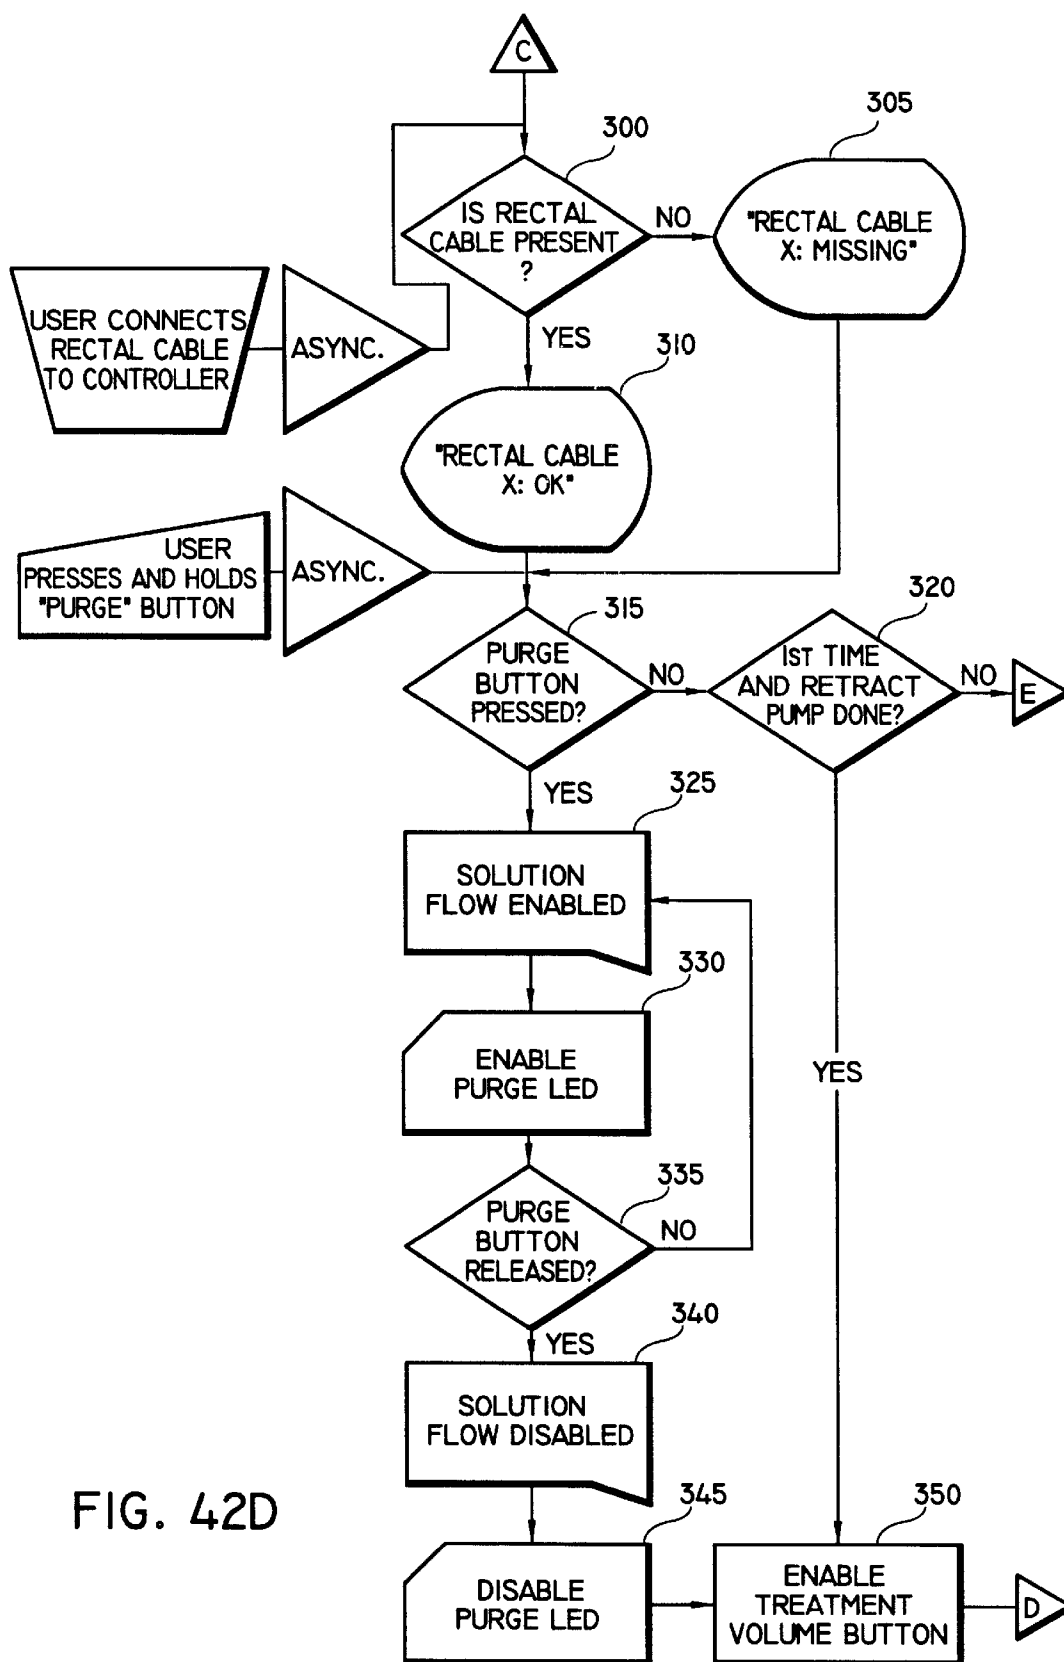 C
300
305
IS RECTAL
CABLE PRESENT
?
NO
"RECTAL CABLE
X: MISSING"
USER CONNECTS
RECTAL CABLE
TO CONTROLLER
ASYNC.
YES
310
"RECTAL CABLE
X: OK"
USER
PRESSES AND HOLDS
"PURGE" BUTTON
ASYNC.
315
320
PURGE
BUTTON
PRESSED?
NO
1ST TIME
AND RETRACT
PUMP DONE?
NO
E
YES
325
SOLUTION
FLOW ENABLED
330
ENABLE
PURGE LED
YES
335
PURGE
BUTTON
RELEASED?
NO
YES
340
SOLUTION
FLOW DISABLED
FIG. 42D
345
350
DISABLE
PURGE LED
ENABLE
TREATMENT
VOLUME BUTTON
D